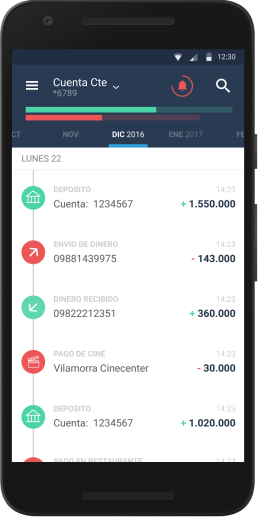 12:30
Cuenta Cte
*6789
CT NOV DIC 2016 ENE 2017 FE
LUNES 22
DEPOSITO 14:23
Cuenta: 1234567 + 1.550.000
ENVIO DE DINERO 14:23
09881439975 - 143.000
DINERO RECIBIDO 14:23
09822212351 + 360.000
PAGO DE CINE 14:23
Vilamorra Cinecenter - 30.000
DEPOSITO 14:23
Cuenta: 1234567 + 1.020.000
PAGO EN RESTAURANTE 14:23